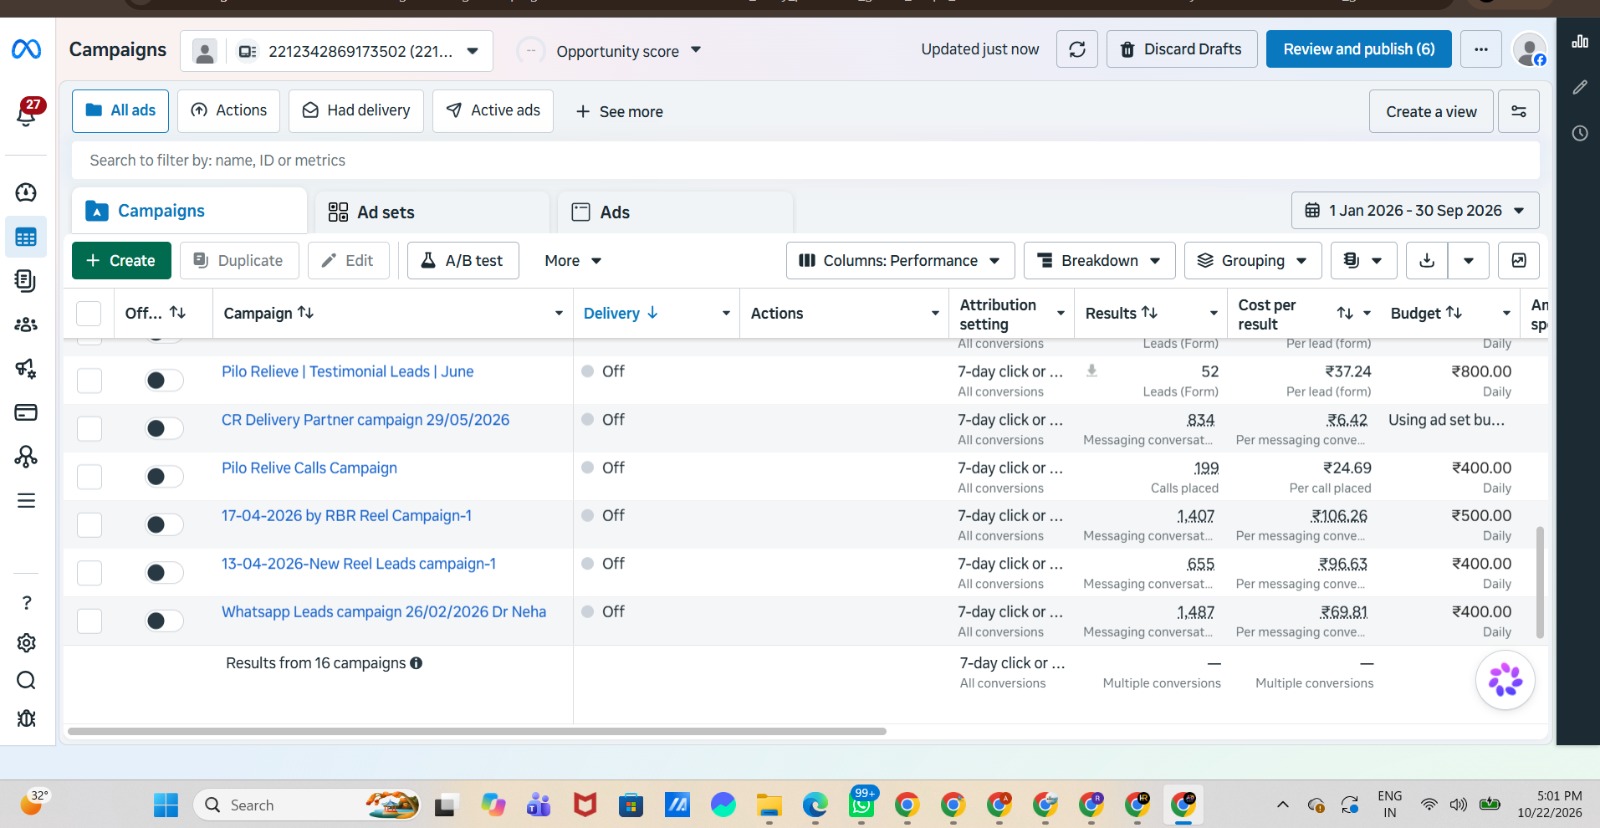 Campaigns
2212342869173502 (221...
--
Opportunity score
Updated just now
Discard Drafts
Review and publish (6)
...
27
All ads
Actions
Had delivery
Active ads
+ See more
Create a view
Search to filter by: name, ID or metrics
Campaigns
Ad sets
Ads
1 Jan 2026 - 30 Sep 2026
+ Create
Duplicate
Edit
A/B test
More
Columns: Performance
Breakdown
Grouping
Off...
Campaign
Delivery
Actions
Attribution
setting
Results
Cost per
result
Budget
An
sp
All conversions
Leads (Form)
Per lead (form)
Daily
Pilo Relieve | Testimonial Leads | June
Off
7-day click or ...
52
₹37.24
₹800.00
All conversions
Leads (Form)
Per lead (form)
Daily
CR Delivery Partner campaign 29/05/2026
Off
7-day click or ...
834
₹6.42
Using ad set bu...
All conversions
Messaging conversat...
Per messaging conve...
Pilo Relive Calls Campaign
Off
7-day click or ...
199
₹24.69
₹400.00
All conversions
Calls placed
Per call placed
Daily
17-04-2026 by RBR Reel Campaign-1
Off
7-day click or ...
1,407
₹106.26
₹500.00
All conversions
Messaging conversat...
Per messaging conve...
Daily
13-04-2026-New Reel Leads campaign-1
Off
7-day click or ...
655
₹96.63
₹400.00
All conversions
Messaging conversat...
Per messaging conve...
Daily
Whatsapp Leads campaign 26/02/2026 Dr Neha
Off
7-day click or ...
1,487
₹69.81
₹400.00
All conversions
Messaging conversat...
Per messaging conve...
Daily
Results from 16 campaigns
7-day click or ...
—
—
All conversions
Multiple conversions
Multiple conversions
32°
Search
99+
ENG
IN
5:01 PM
10/22/2026